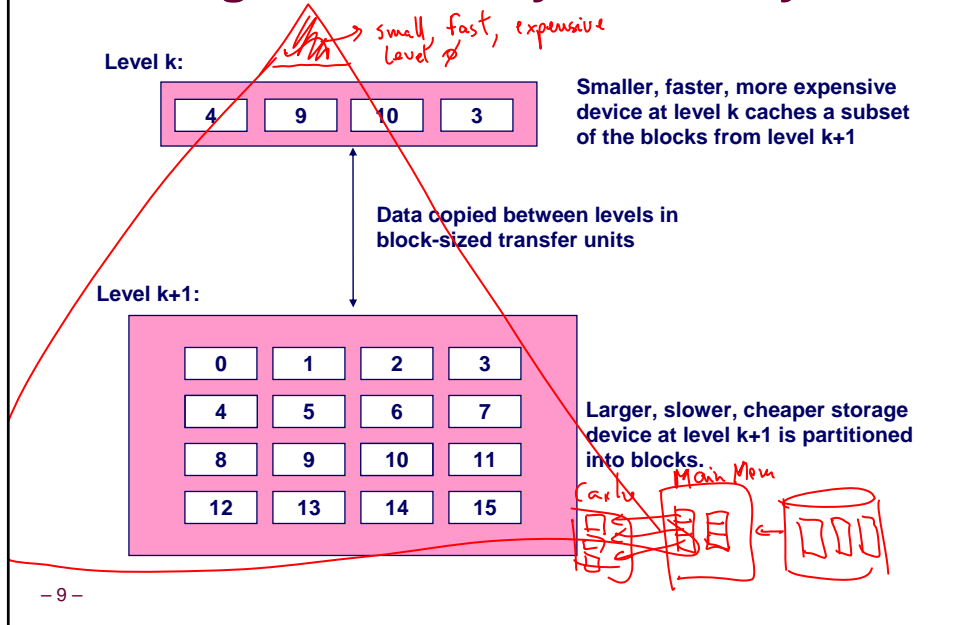 small, fast, expensive
Level 0
Level k:
4 9 10 3
Smaller, faster, more expensive
device at level k caches a subset
of the blocks from level k+1
Data copied between levels in
block-sized transfer units
Level k+1:
0 1 2 3
4 5 6 7
8 9 10 11
12 13 14 15
Larger, slower, cheaper storage
device at level k+1 is partitioned
into blocks.
Main Mem
– 9 –